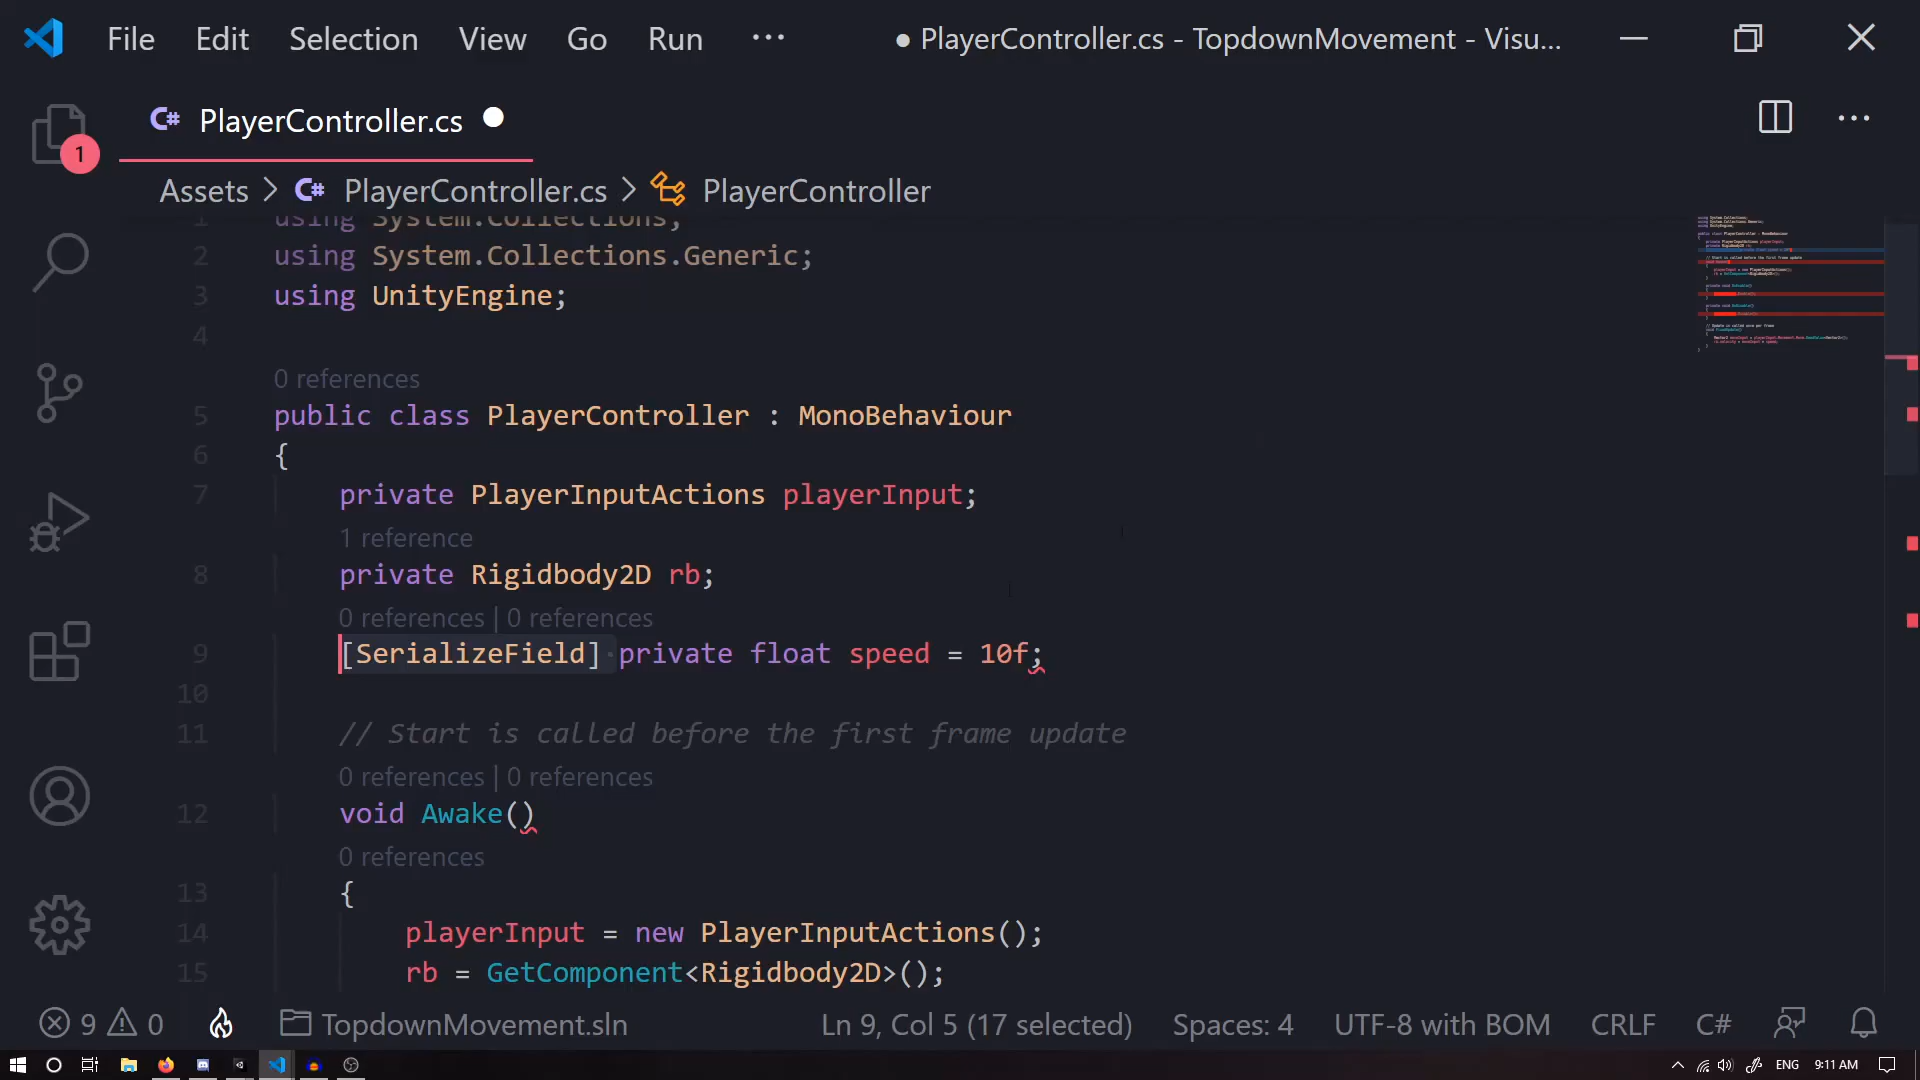 File Edit Selection View Go Run ··· ● PlayerController.cs - TopdownMovement - Visu...
C# PlayerController.cs
1
Assets > C# PlayerController.cs > PlayerController
1 using System.Collections;
2 using System.Collections.Generic;
3 using UnityEngine;
4
0 references
5 public class PlayerController : MonoBehaviour
6 {
7 private PlayerInputActions playerInput;
1 reference
8 private Rigidbody2D rb;
0 references | 0 references
9 [SerializeField] private float speed = 10f;
10
11 // Start is called before the first frame update
0 references | 0 references
12 void Awake()
0 references
13 {
14 playerInput = new PlayerInputActions();
15 rb = GetComponent<Rigidbody2D>();
9 0 TopdownMovement.sln Ln 9, Col 5 (17 selected) Spaces: 4 UTF-8 with BOM CRLF C#
ENG 9:11 AM